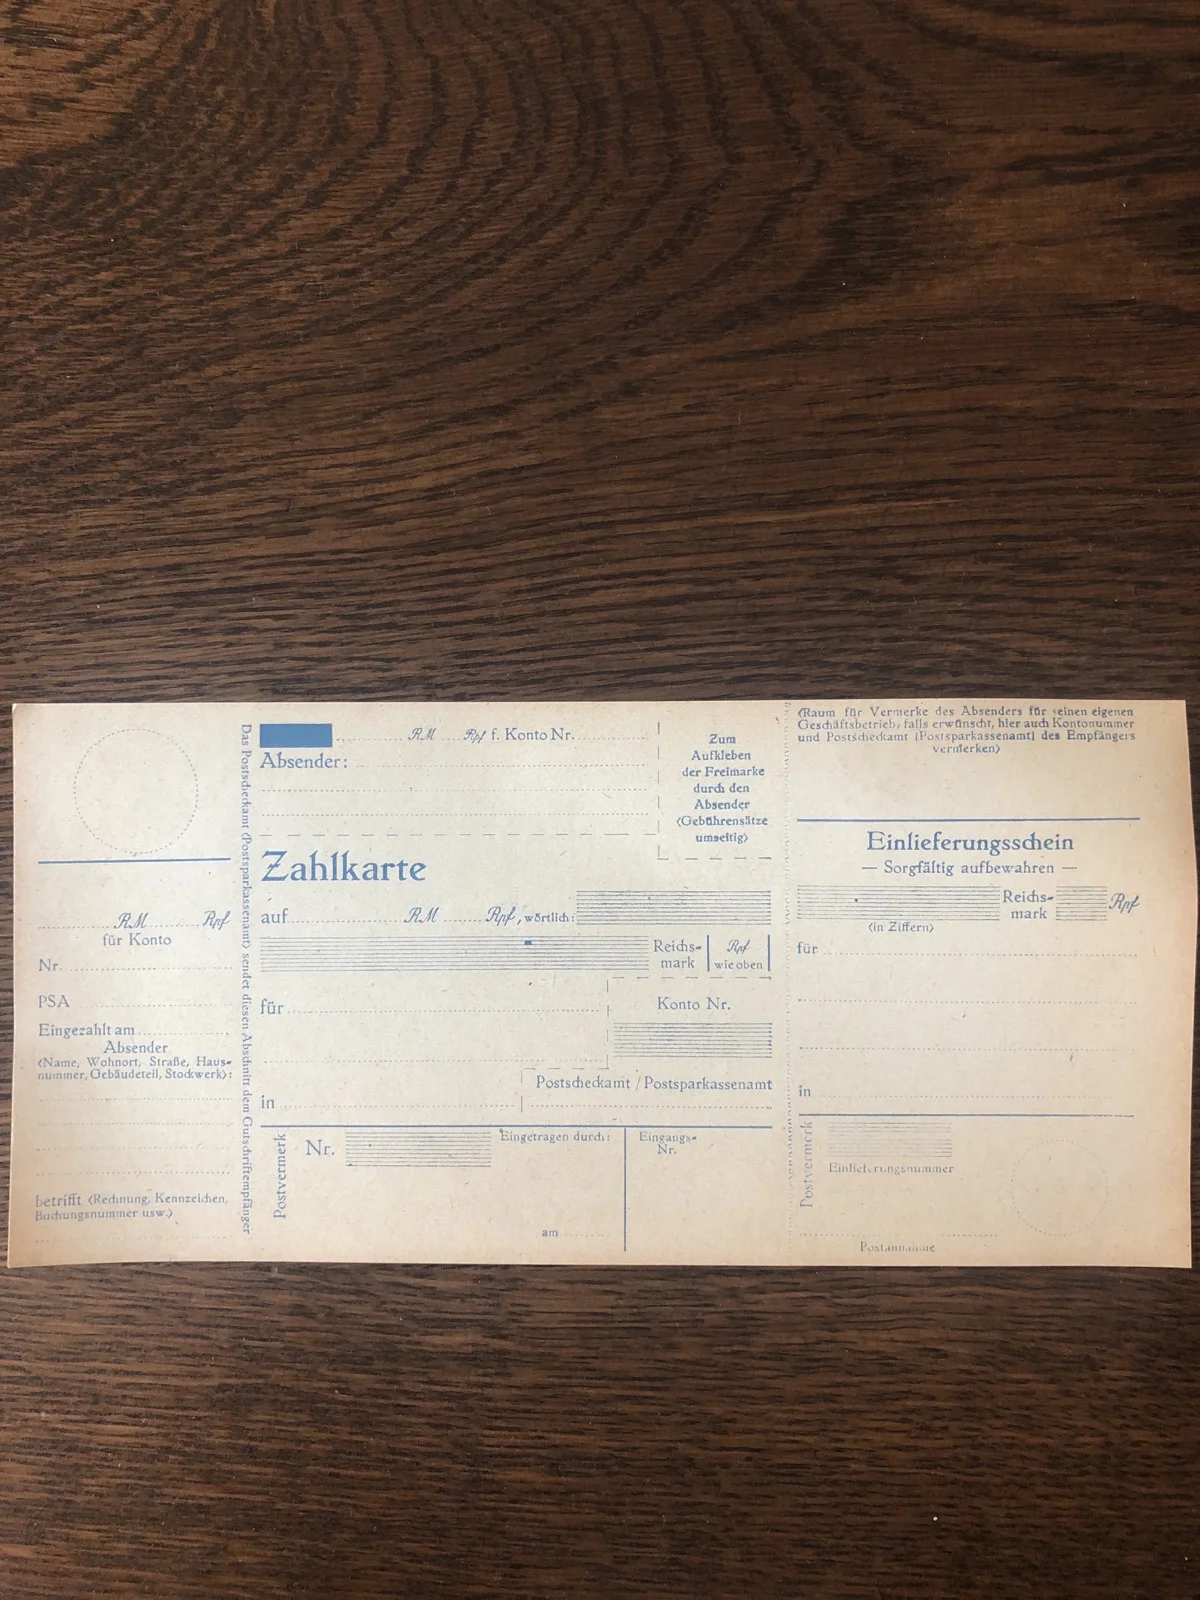 RM Rpf
für Konto
Nr.
PSA
Eingezahlt am
Absender
(Name, Wohnort, Straße, Haus-
nummer, Gebäudeteil, Stockwerk):
betrifft (Rechnung, Kennzeichen,
Buchungsnummer usw.)
Das Postscheckamt (Postsparkassenamt) sendet diesen Abschnitt dem Gutschriftempfänger
RM Rpf f. Konto Nr.
Absender:
Zum
Aufkleben
der Freimarke
durch den
Absender
(Gebührensätze
umseitig)
Zahlkarte
auf RM Rpf, wörtlich:
Reichs-
mark
Rpf
wie oben
für
Konto Nr.
Postscheckamt / Postsparkassenamt
in
Postvermerk
Nr.
Eingetragen durch:
am
Eingangs-
Nr.
(Raum für Vermerke des Absenders für seinen eigenen
Geschäftsbetrieb, falls erwünscht, hier auch Kontonummer
und Postscheckamt [Postsparkassenamt] des Empfängers
vermerken)
Einlieferungsschein
— Sorgfältig aufbewahren —
Reichs-
mark
Rpf
(in Ziffern)
für
in
Postvermerk
Einlieferungsnummer
Postannahme